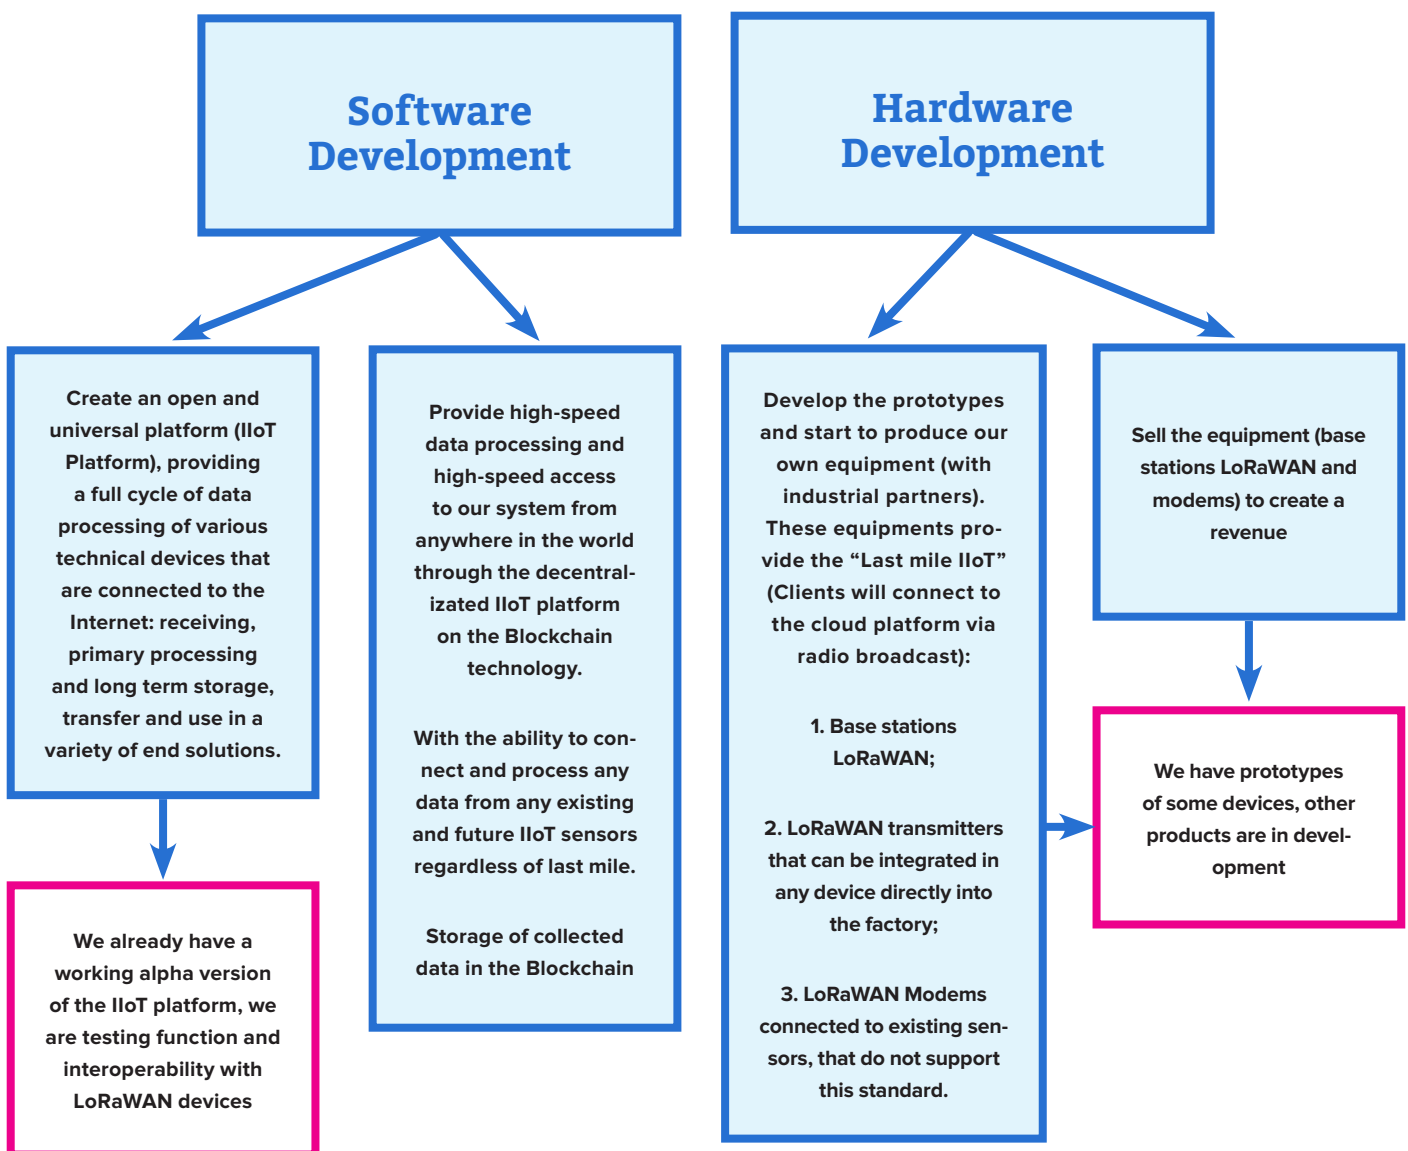 Software
Development
Hardware
Development
Create an open and
universal platform (IIoT
Platform), providing
a full cycle of data
processing of various
technical devices that
are connected to the
Internet: receiving,
primary processing
and long term storage,
transfer and use in a
variety of end solutions.
We already have a
working alpha version
of the IIoT platform, we
are testing function and
interoperability with
LoRaWAN devices
Provide high-speed
data processing and
high-speed access
to our system from
anywhere in the world
through the decentral-
izated IIoT platform
on the Blockchain
technology.
With the ability to con-
nect and process any
data from any existing
and future IIoT sensors
regardless of last mile.
Storage of collected
data in the Blockchain
Develop the prototypes
and start to produce our
own equipment (with
industrial partners).
These equipments pro-
vide the “Last mile IIoT”
(Clients will connect to
the cloud platform via
radio broadcast):
1. Base stations
LoRaWAN;
2. LoRaWAN transmitters
that can be integrated in
any device directly into
the factory;
3. LoRaWAN Modems
connected to existing sen-
sors, that do not support
this standard.
Sell the equipment (base
stations LoRaWAN and
modems) to create a
revenue
We have prototypes
of some devices, other
products are in devel-
opment